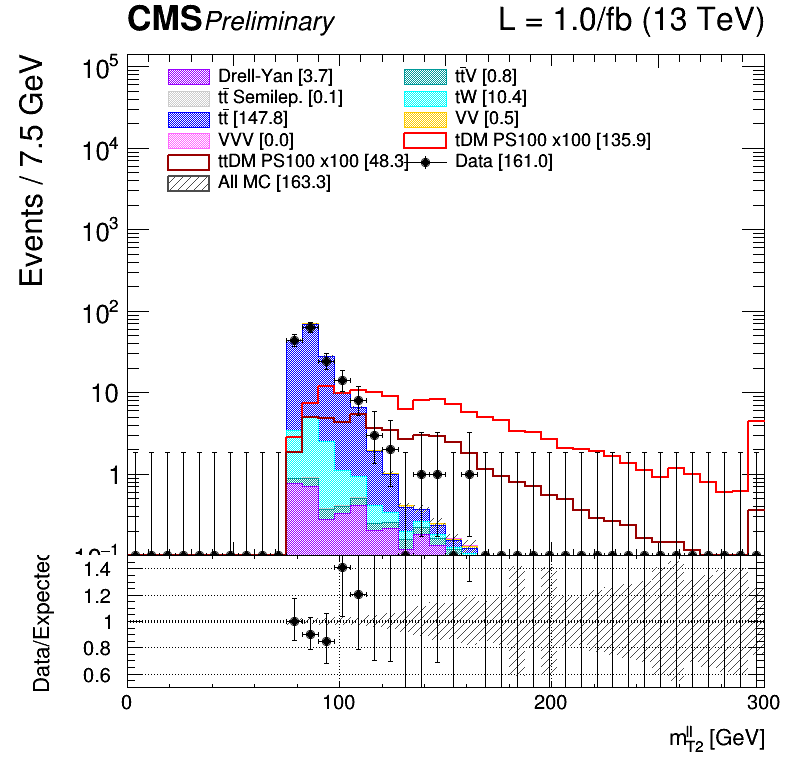 CMS Preliminary L = 1.0/fb (13 TeV)
Events / 7.5 GeV
10⁵
10⁴
10³
10²
10
1
10⁻¹
Drell-Yan [3.7]
tt̄V [0.8]
tt̄ Semilep. [0.1]
tW [10.4]
tt̄ [147.8]
VV [0.5]
VVV [0.0]
tDM PS100 x100 [135.9]
ttDM PS100 x100 [48.3]
Data [161.0]
All MC [163.3]
Data/Expected
1.4
1.2
1
0.8
0.6
0 100 200 300
m_T2^ll [GeV]